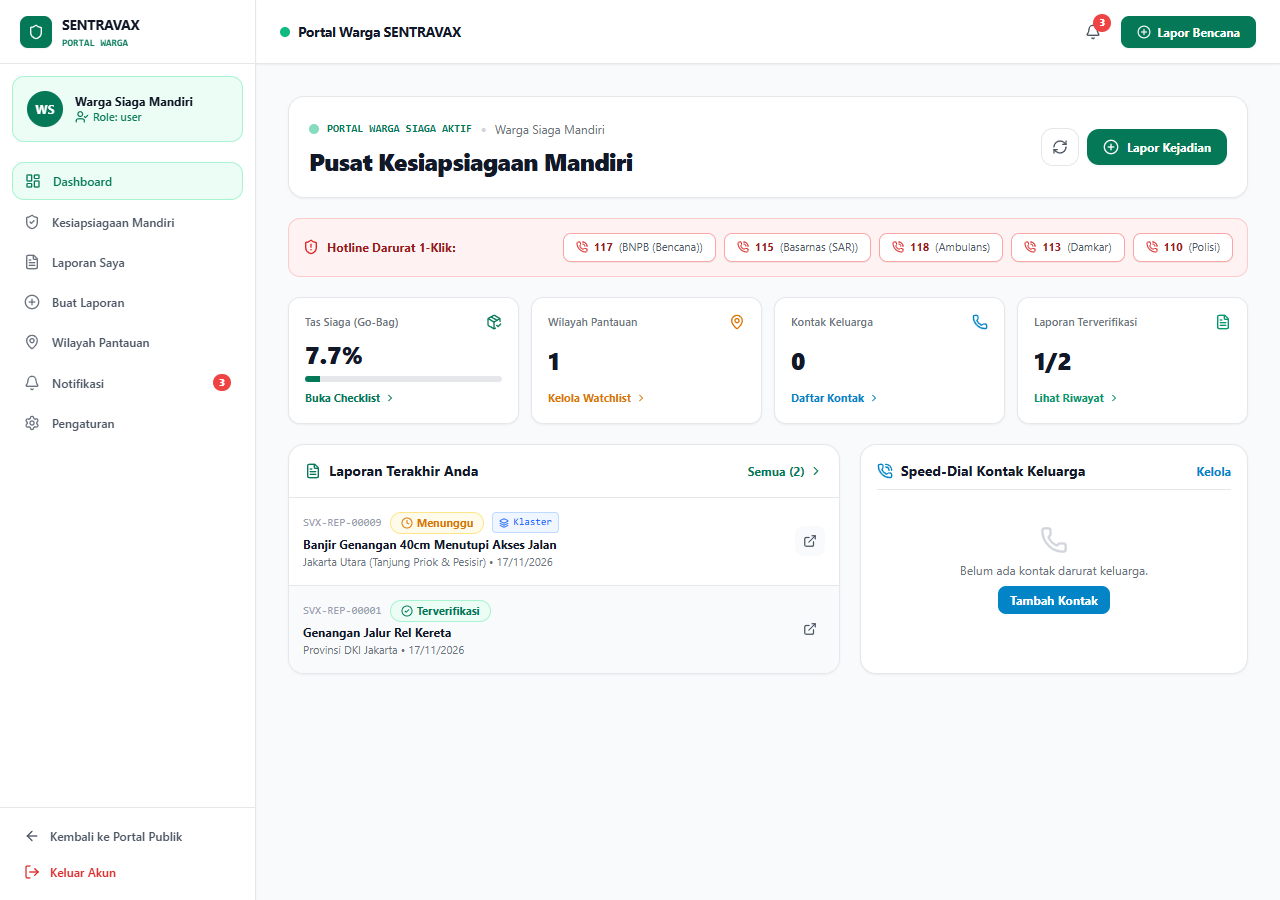 SENTRAVAX
PORTAL WARGA
Portal Warga SENTRAVAX
3
Lapor Bencana
WS
Warga Siaga Mandiri
Role: user
Dashboard
Kesiapsiagaan Mandiri
Laporan Saya
Buat Laporan
Wilayah Pantauan
Notifikasi
3
Pengaturan
Kembali ke Portal Publik
Keluar Akun
PORTAL WARGA SIAGA AKTIF • Warga Siaga Mandiri
Pusat Kesiapsiagaan Mandiri
Lapor Kejadian
Hotline Darurat 1-Klik:
117 (BNPB (Bencana))
115 (Basarnas (SAR))
118 (Ambulans)
113 (Damkar)
110 (Polisi)
Tas Siaga (Go-Bag)
7.7%
Buka Checklist
Wilayah Pantauan
1
Kelola Watchlist
Kontak Keluarga
0
Daftar Kontak
Laporan Terverifikasi
1/2
Lihat Riwayat
Laporan Terakhir Anda
Semua (2)
SVX-REP-00009 Menunggu Klaster
Banjir Genangan 40cm Menutupi Akses Jalan
Jakarta Utara (Tanjung Priok & Pesisir) • 17/11/2026
SVX-REP-00001 Terverifikasi
Genangan Jalur Rel Kereta
Provinsi DKI Jakarta • 17/11/2026
Speed-Dial Kontak Keluarga
Kelola
Belum ada kontak darurat keluarga.
Tambah Kontak